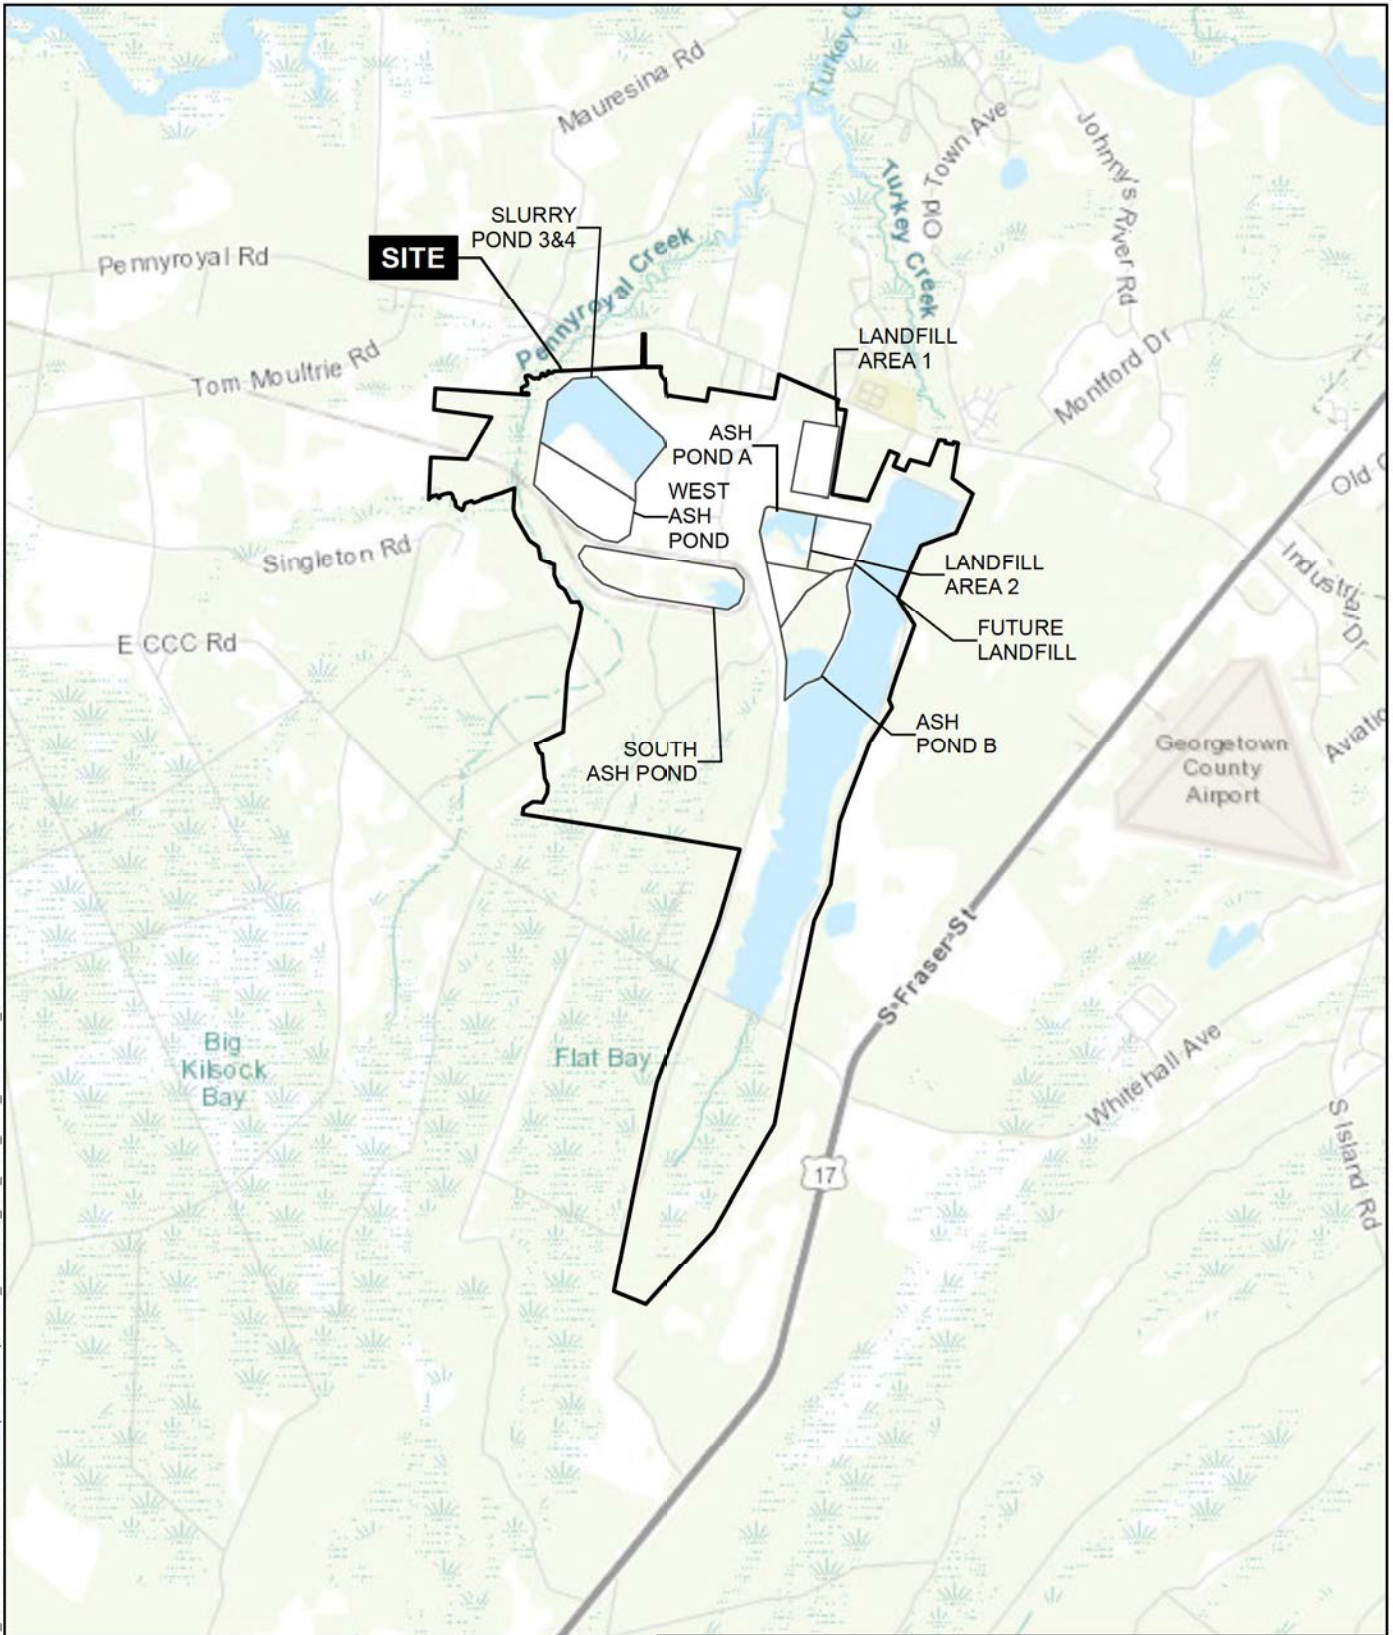 Turkey C
Mauresina Rd
Old Town Ave
Johnny's River Rd
Turkey Creek
SLURRY
POND 3&4
SITE
Pennyroyal Rd
Pennyroyal Creek
LANDFILL
AREA 1
Tom Moultrie Rd
Montford Dr
ASH
POND A
WEST
ASH
POND
Old
Singleton Rd
LANDFILL
AREA 2
Industrial Dr
FUTURE
LANDFILL
E CCC Rd
ASH
POND B
SOUTH
ASH POND
Georgetown
County
Airport
Aviatio
S Fraser St
Big
Kilsock
Bay
Flat Bay
Whitehall Ave
17
S Island Rd